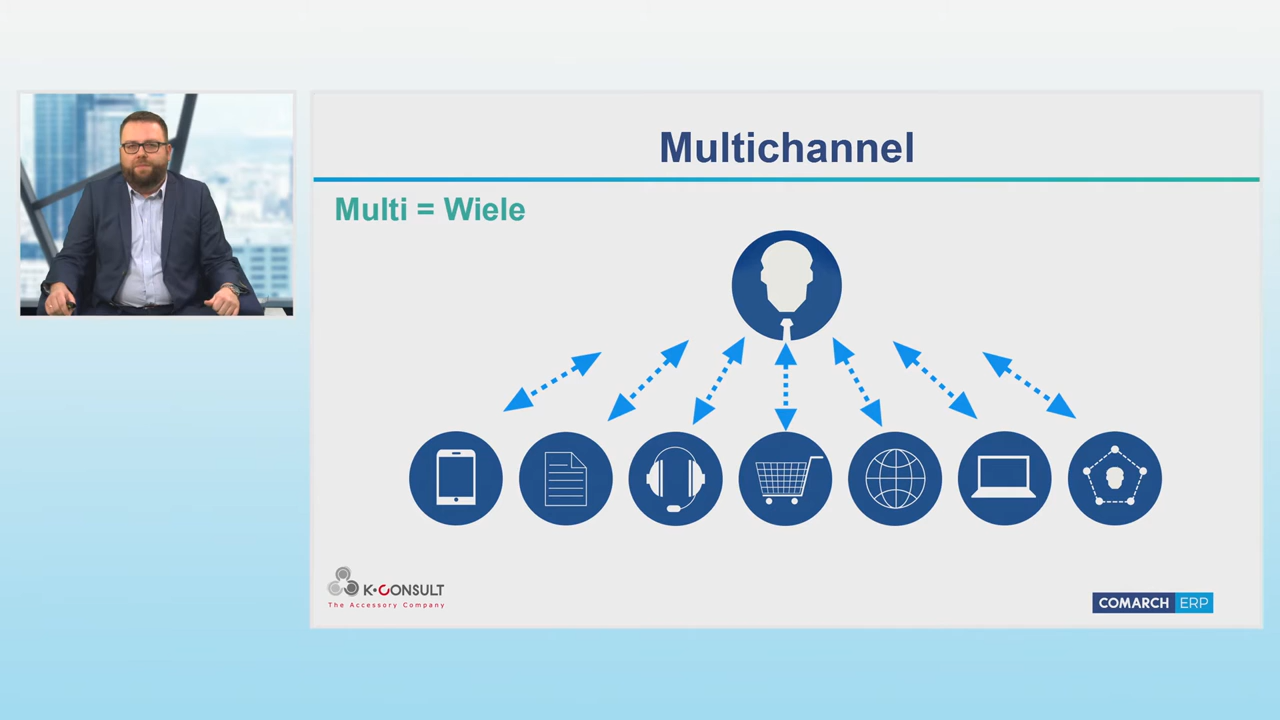 Multichannel
Multi = Wiele
K·CONSULT
The Accessory Company
COMARCH ERP